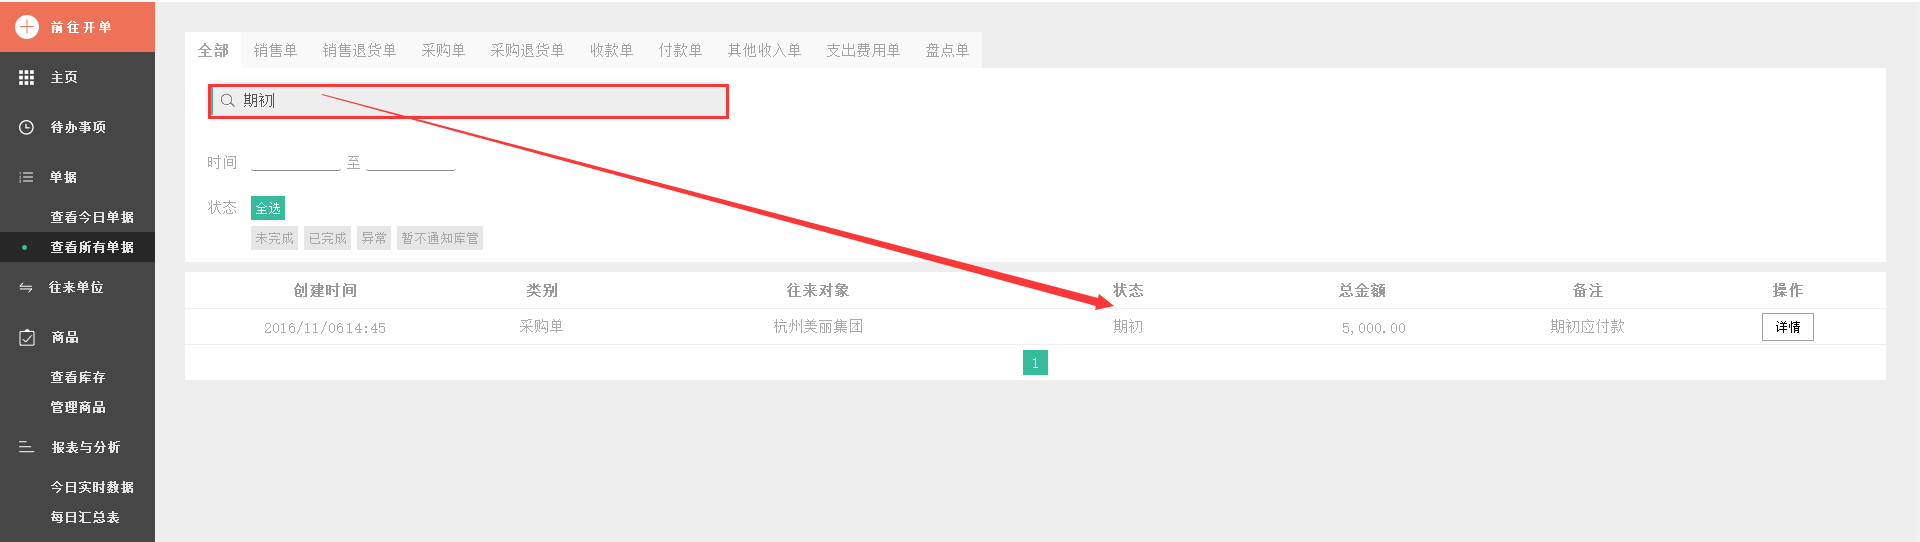 前往开单
主页
待办事项
单据
查看今日单据
查看所有单据
往来单位
商品
查看库存
管理商品
报表与分析
今日实时数据
每日汇总表
全部 销售单 销售退货单 采购单 采购退货单 收款单 付款单 其他收入单 支出费用单 盘点单
期初
时间 至
状态 全选
未完成 已完成 异常 暂不通知库管
创建时间 类别 往来对象 状态 总金额 备注 操作
2016/11/0614:45 采购单 杭州美丽集团 期初 5,000.00 期初应付款 详情
1